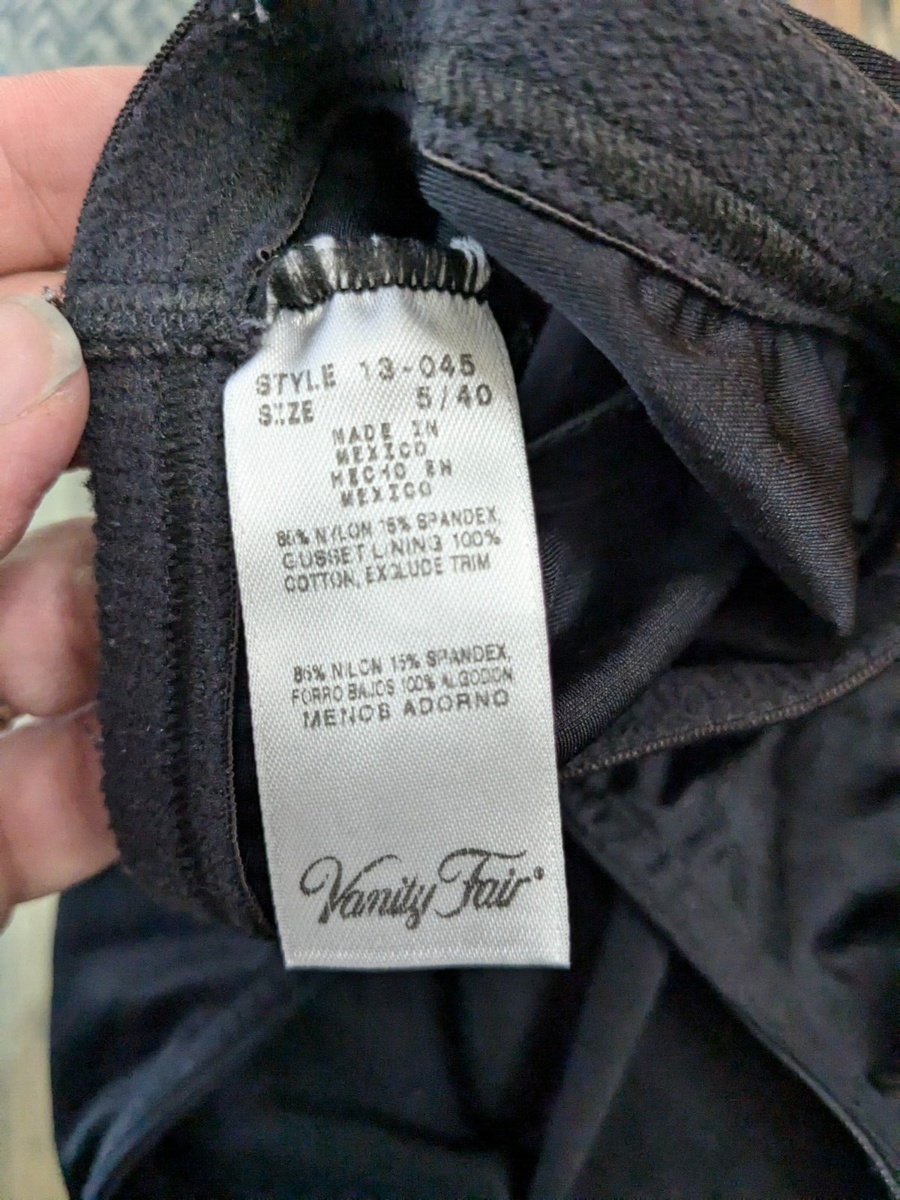 STYLE 13-045
SIZE 5/40
MADE IN
MEXICO
HECHO EN
MEXICO
85% NYLON 15% SPANDEX,
GUSSET LINING 100%
COTTON, EXCLUDE TRIM
85% NILON 15% SPANDEX,
FORRO BAJOS 100% ALGODON
MENOS ADORNO
Vanity Fair®